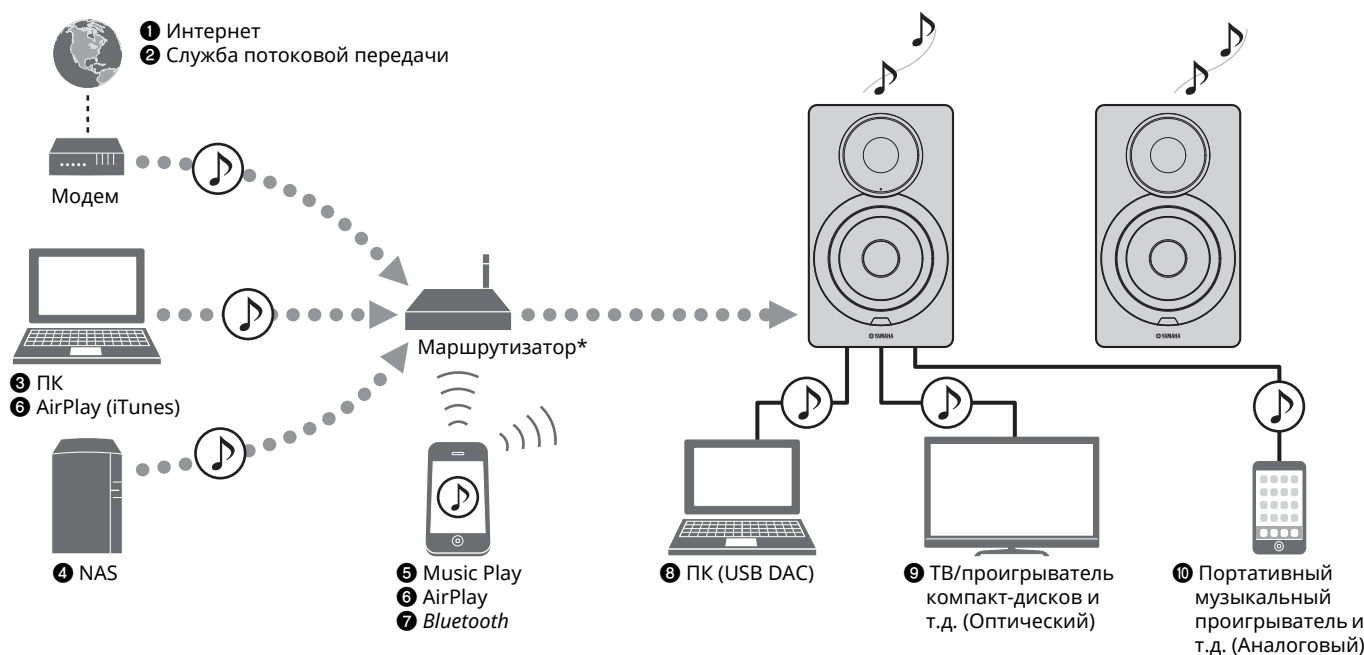 ❶ Интернет
❷ Служба потоковой передачи
Модем
YAMAHA
YAMAHA
Маршрутизатор*
❸ ПК
❻ AirPlay (iTunes)
❹ NAS
❺ Music Play
❻ AirPlay
❼ Bluetooth
❽ ПК (USB DAC)
❾ ТВ/проигрыватель
компакт-дисков и
т.д. (Оптический)
❿ Портативный
музыкальный
проигрыватель и
т.д. (Аналоговый)